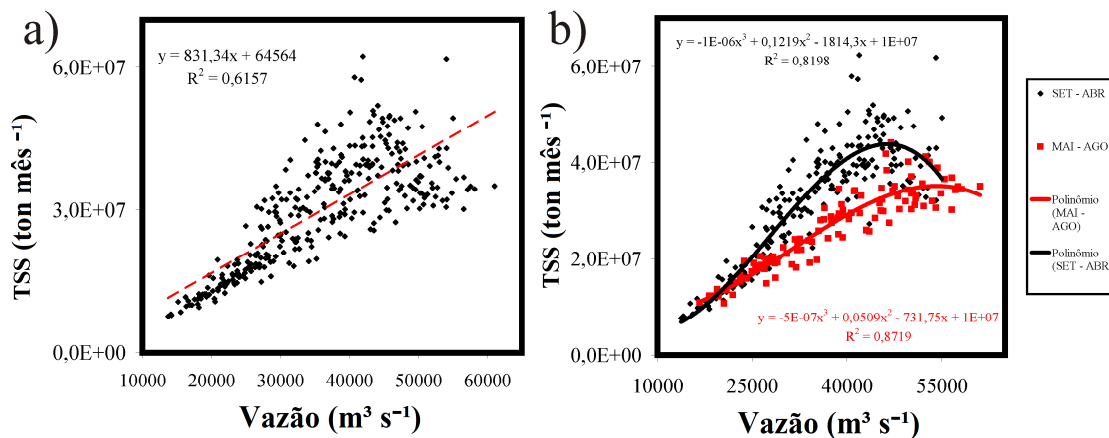 a)
y = 831,34x + 64564
R² = 0,6157
TSS (ton mês ⁻¹)
6,0E+07
3,0E+07
0,0E+00
10000 20000 30000 40000 50000 60000
Vazão (m³ s⁻¹)
b)
y = -1E-06x³ + 0,1219x² - 1814,3x + 1E+07
R² = 0,8198
TSS (ton mês ⁻¹)
6,0E+07
4,0E+07
2,0E+07
0,0E+00
y = -5E-07x³ + 0,0509x² - 731,75x + 1E+07
R² = 0,8719
10000 25000 40000 55000
Vazão (m³ s⁻¹)
SET - ABR
MAI - AGO
Polinômio
(MAI -
AGO)
Polinômio
(SET - ABR